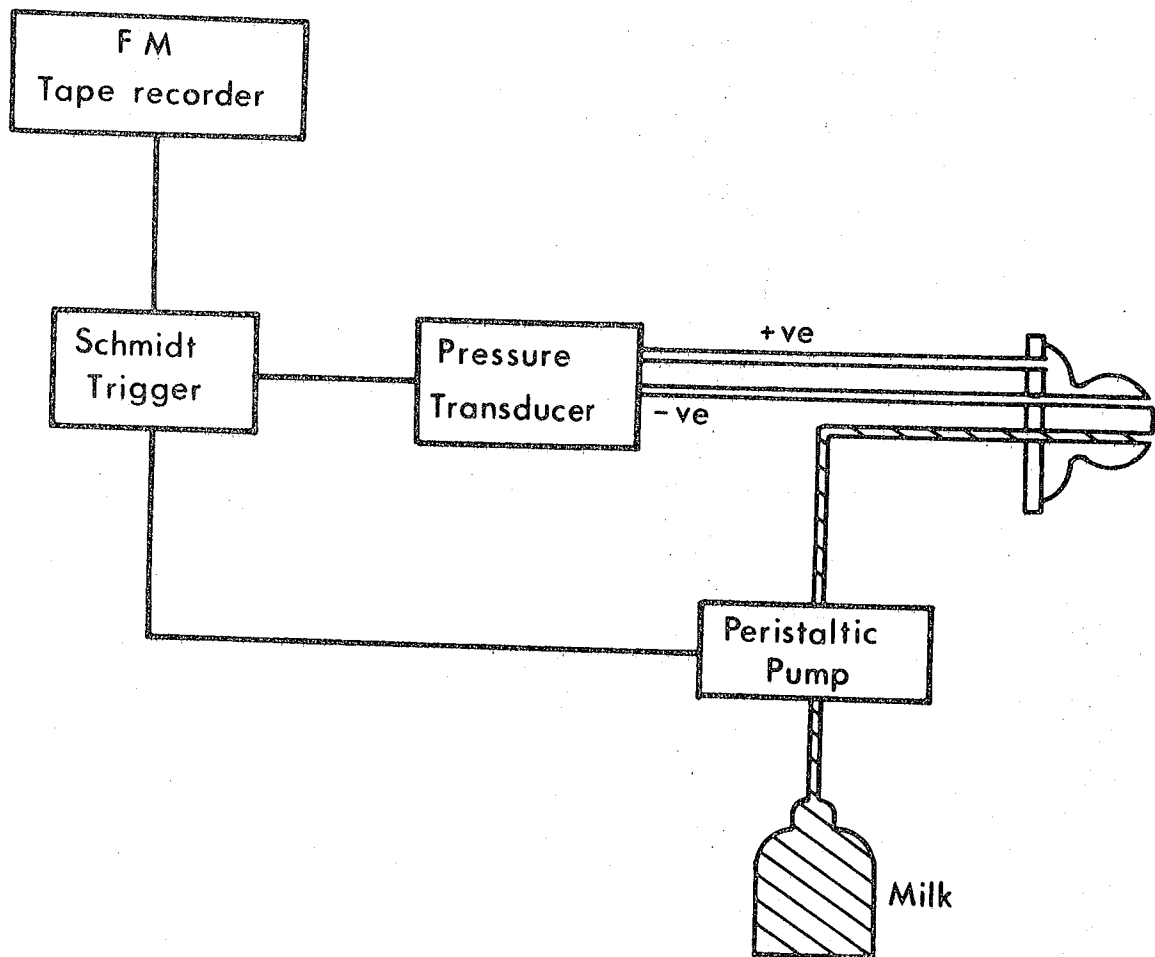 F M
Tape recorder
Schmidt
Trigger
Pressure
Transducer
+ve
-ve
Peristaltic
Pump
Milk